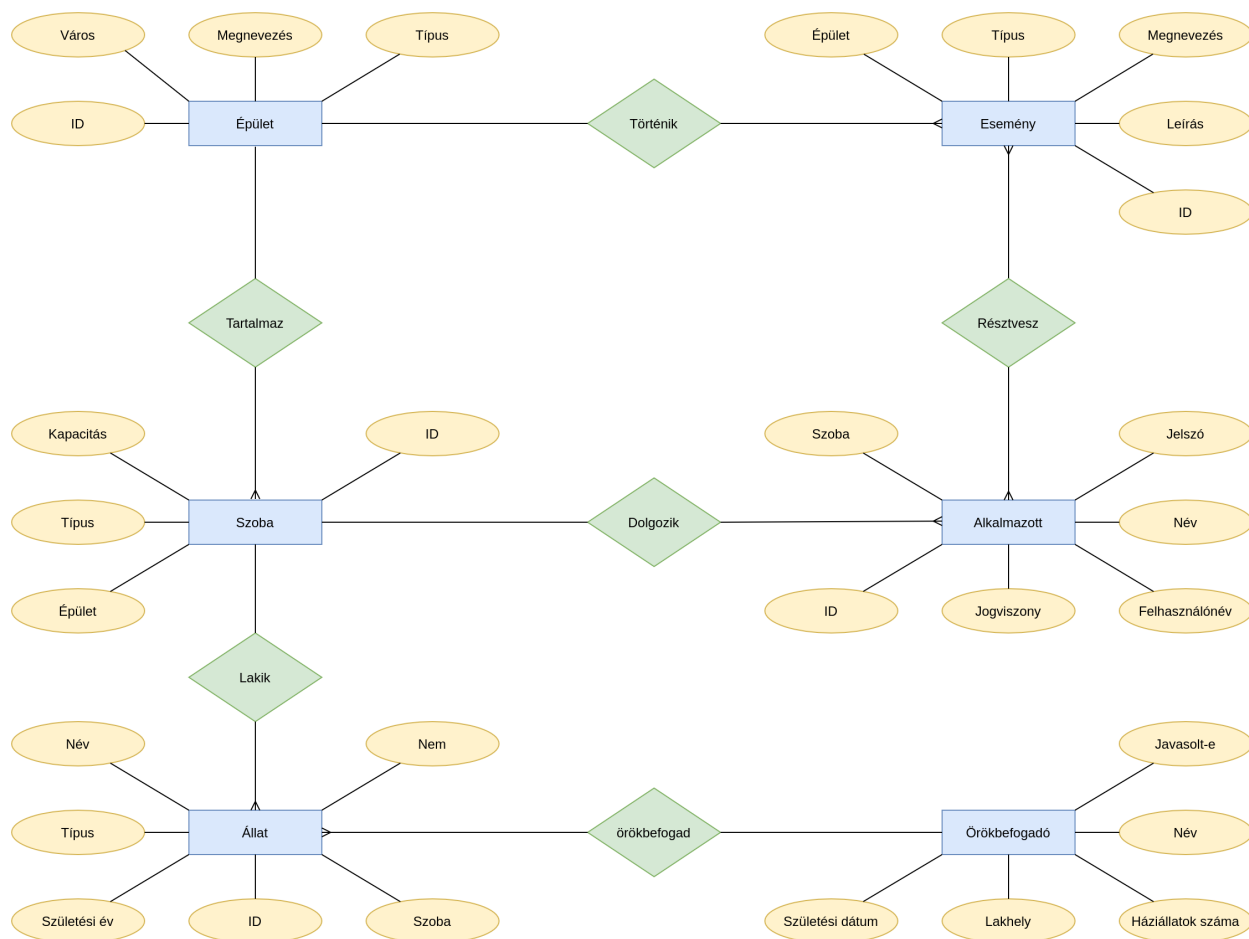 Város
Megnevezés
Típus
Épület
Típus
Megnevezés
ID
Épület
Történik
Esemény
Leírás
ID
Tartalmaz
Résztvesz
Kapacitás
ID
Szoba
Jelszó
Típus
Szoba
Dolgozik
Alkalmazott
Név
Épület
ID
Jogviszony
Felhasználónév
Lakik
Név
Nem
Javasolt-e
Típus
Állat
örökbefogad
Örökbefogadó
Név
Születési év
ID
Szoba
Születési dátum
Lakhely
Háziállatok száma